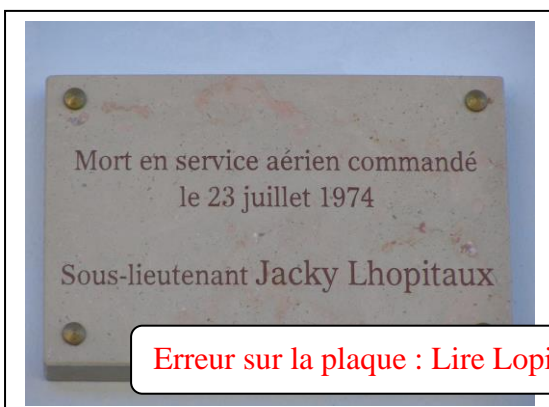 Mort en service aérien commandé
le 23 juillet 1974
Sous-lieutenant Jacky Lhopitaux
Erreur sur la plaque : Lire Lopi